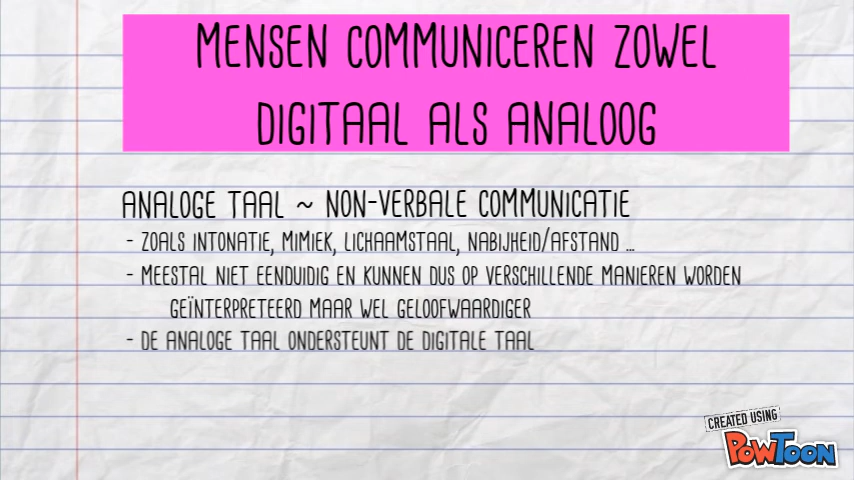 MENSEN COMMUNICEREN ZOWEL
DIGITAAL ALS ANALOOG
ANALOGE TAAL ~ NON-VERBALE COMMUNICATIE
- ZOALS INTONATIE, MIMIEK, LICHAAMSTAAL, NABIJHEID/AFSTAND ...
- MEESTAL NIET EENDUIDIG EN KUNNEN DUS OP VERSCHILLENDE MANIEREN WORDEN
GEÏNTERPRETEERD MAAR WEL GELOOFWAARDIGER
- DE ANALOGE TAAL ONDERSTEUNT DE DIGITALE TAAL
CREATED USING
POWTOON